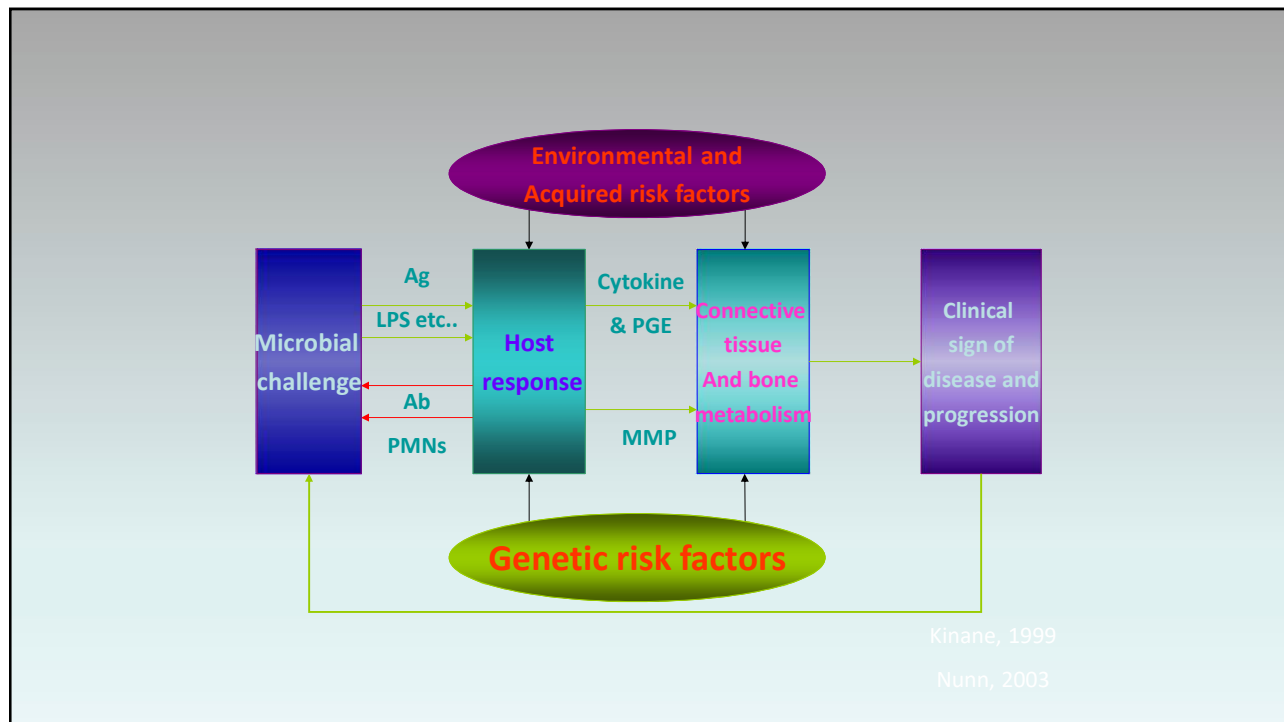 Environmental and
Acquired risk factors
Microbial
challenge
Ag
LPS etc..
Ab
PMNs
Host
response
Cytokine
& PGE
MMP
Connective
tissue
And bone
metabolism
Clinical
sign of
disease and
progression
Genetic risk factors
Kinane, 1999
Nunn, 2003